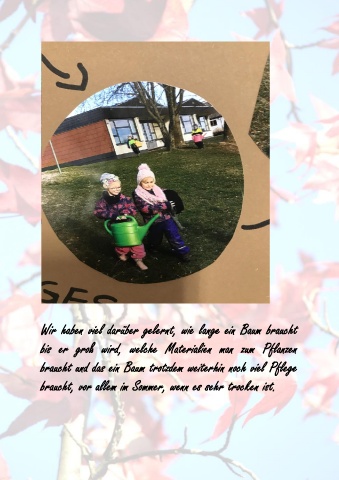 GES
Wir haben viel darüber gelernt, wie lange ein Baum braucht
bis er groß wird, welche Materialien man zum Pflanzen
braucht und das ein Baum trotzdem weiterhin noch viel Pflege
braucht, vor allem im Sommer, wenn es sehr trocken ist.